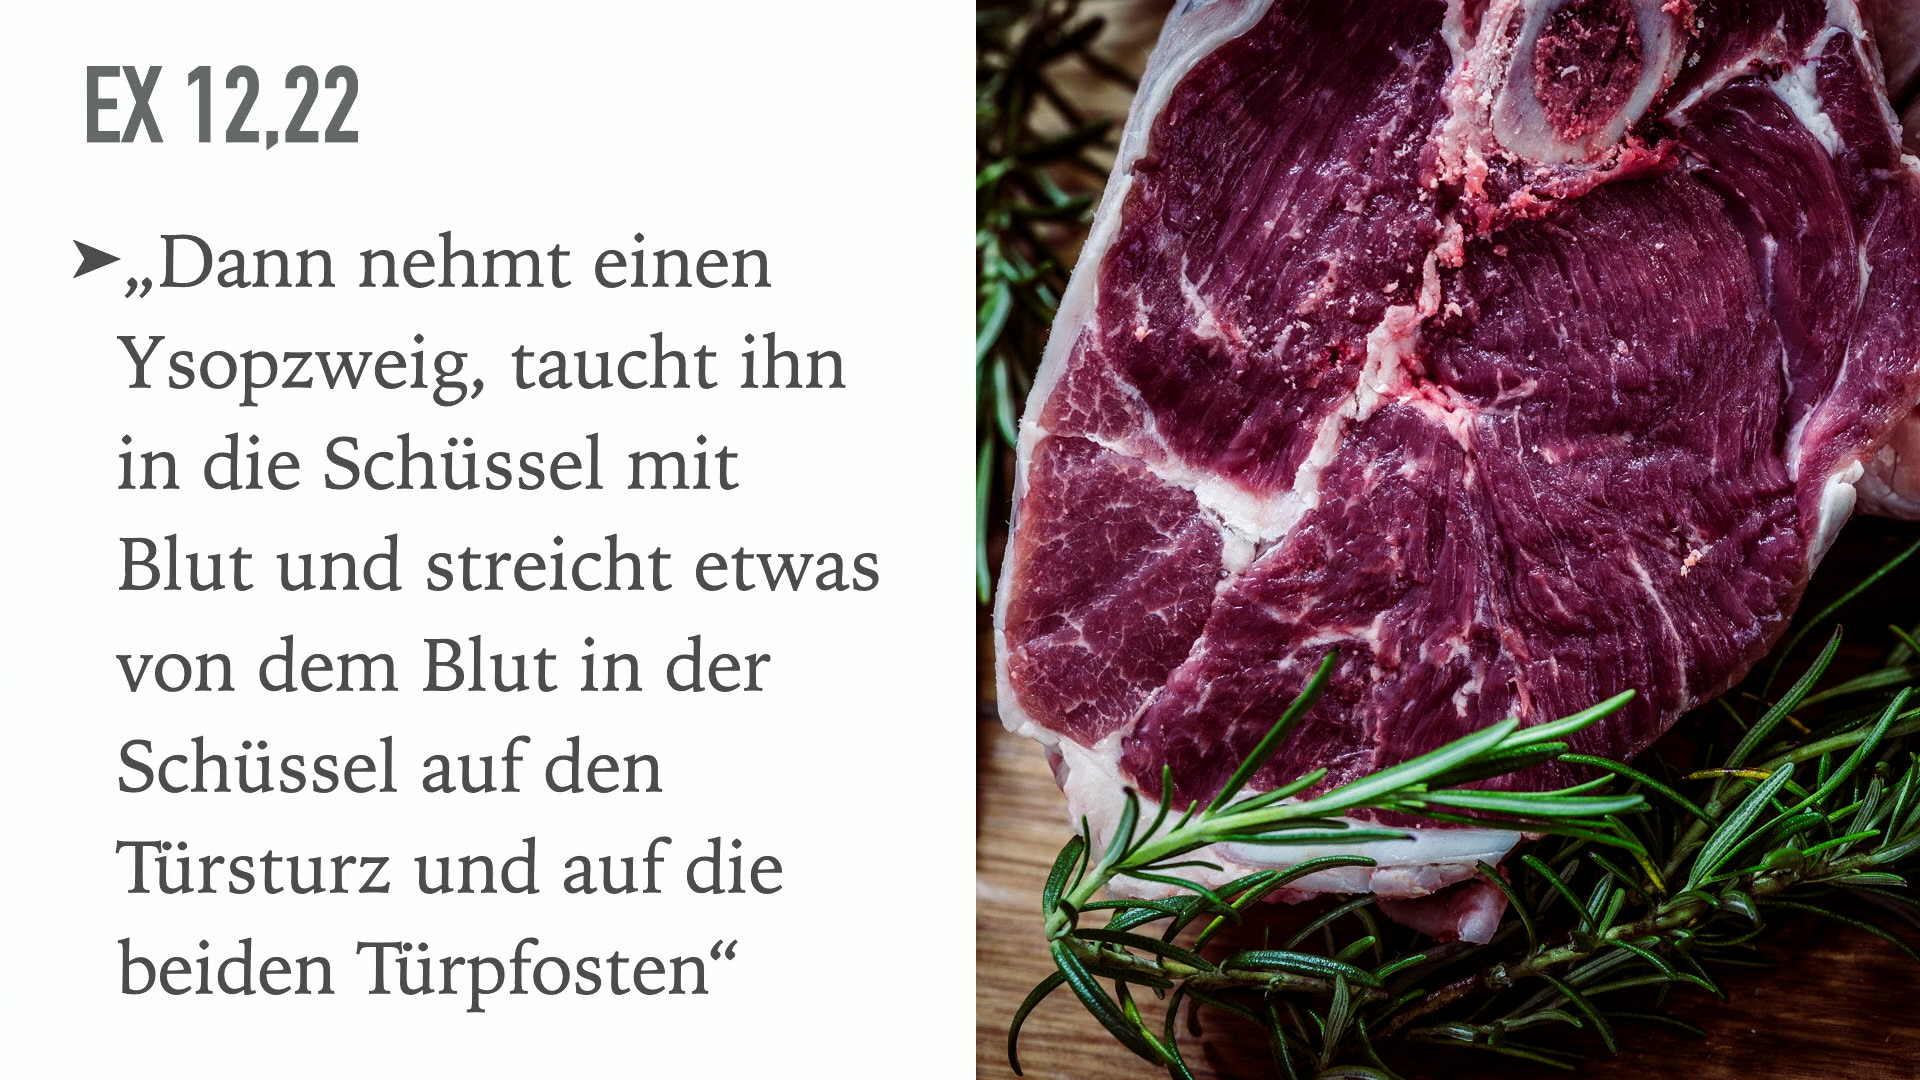 EX 12,22
➤„Dann nehmt einen
Ysopzweig, taucht ihn
in die Schüssel mit
Blut und streicht etwas
von dem Blut in der
Schüssel auf den
Türsturz und auf die
beiden Türpfosten“